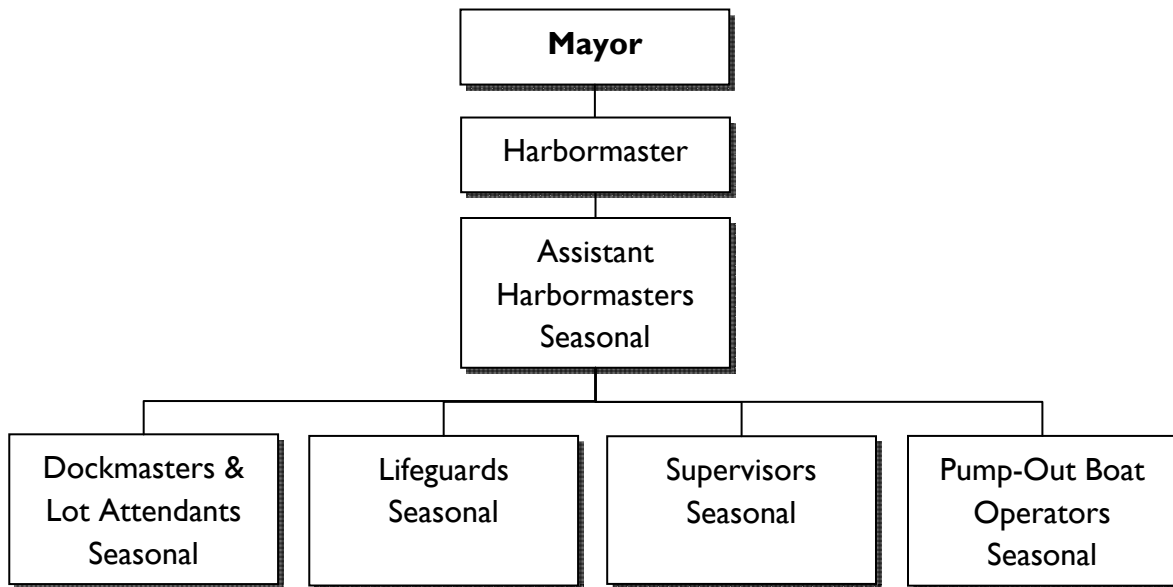 Mayor
Harbormaster
Assistant
Harbormasters
Seasonal
Dockmasters &
Lot Attendants
Seasonal
Lifeguards
Seasonal
Supervisors
Seasonal
Pump-Out Boat
Operators
Seasonal